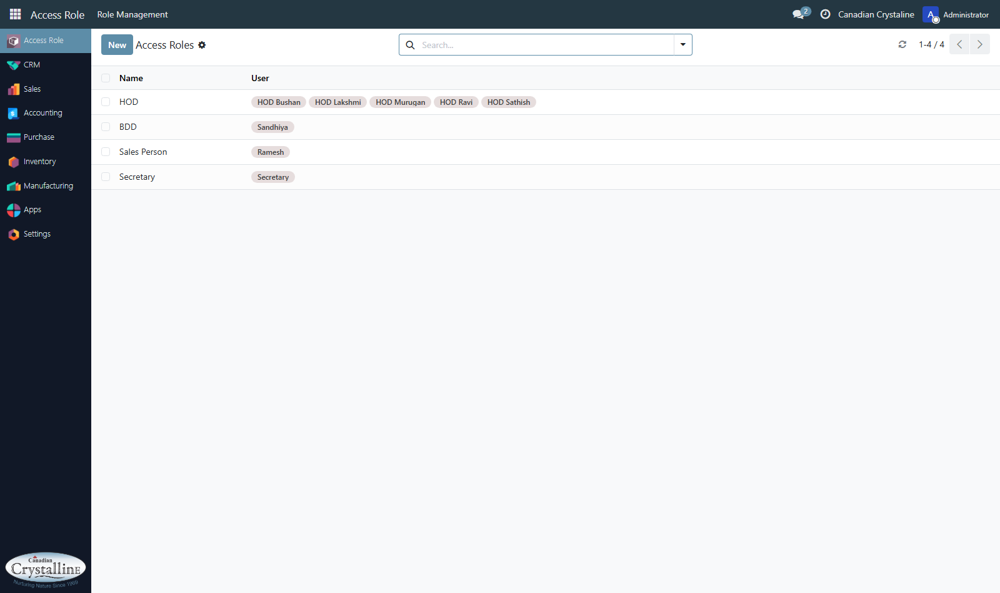 Access Role Role Management 2 Canadian Crystaline A Administrator
Access Role
CRM
Sales
Accounting
Purchase
Inventory
Manufacturing
Apps
Settings
New Access Roles Search... 1-4 / 4
Name User
HOD HOD Bushan HOD Lakshmi HOD Murugan HOD Ravi HOD Sathish
BDD Sandhiya
Sales Person Ramesh
Secretary Secretary
Canadian
Crystalline
Nurturing Nature Since 1969